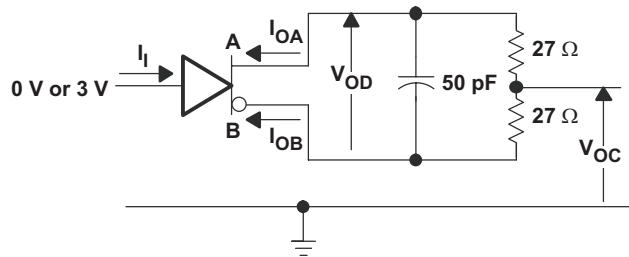 I_I
A
I_OA
0 V or 3 V
B
I_OB
V_OD
50 pF
27 Ω
27 Ω
V_OC